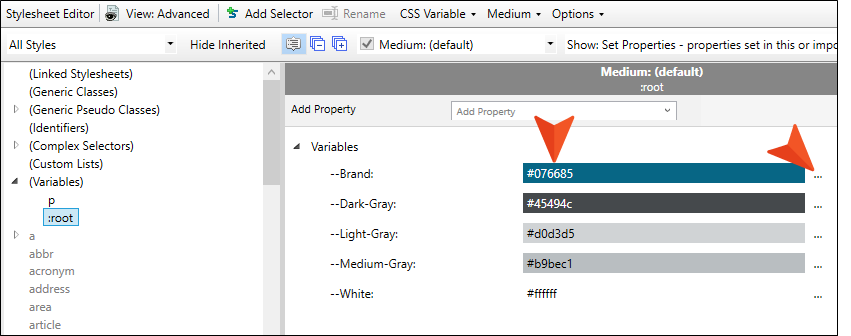 Stylesheet Editor View: Advanced Add Selector Rename CSS Variable Medium Options
All Styles Hide Inherited Medium: (default) Show: Set Properties - properties set in this or impo
(Linked Stylesheets)
(Generic Classes)
(Generic Pseudo Classes)
(Identifiers)
(Complex Selectors)
(Custom Lists)
(Variables)
p
:root
a
abbr
acronym
address
area
article
Medium: (default)
:root
Add Property Add Property
Variables
--Brand: #076685 ...
--Dark-Gray: #45494c ...
--Light-Gray: #d0d3d5 ...
--Medium-Gray: #b9bec1 ...
--White: #ffffff ...